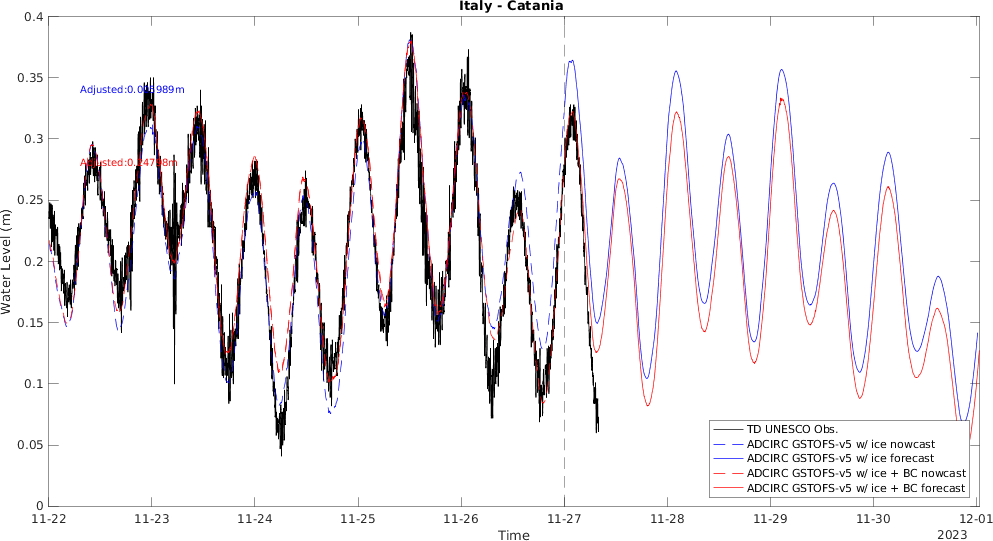 Italy - Catania
0.4
0.35
0.3
0.25
0.2
0.15
0.1
0.05
0
Water Level (m)
11-22
11-23
11-24
11-25
11-26
11-27
11-28
11-29
11-30
12-01
Time
2023
TD UNESCO Obs.
ADCIRC GSTOFS-v5 w/ ice nowcast
ADCIRC GSTOFS-v5 w/ ice forecast
ADCIRC GSTOFS-v5 w/ ice + BC nowcast
ADCIRC GSTOFS-v5 w/ ice + BC forecast